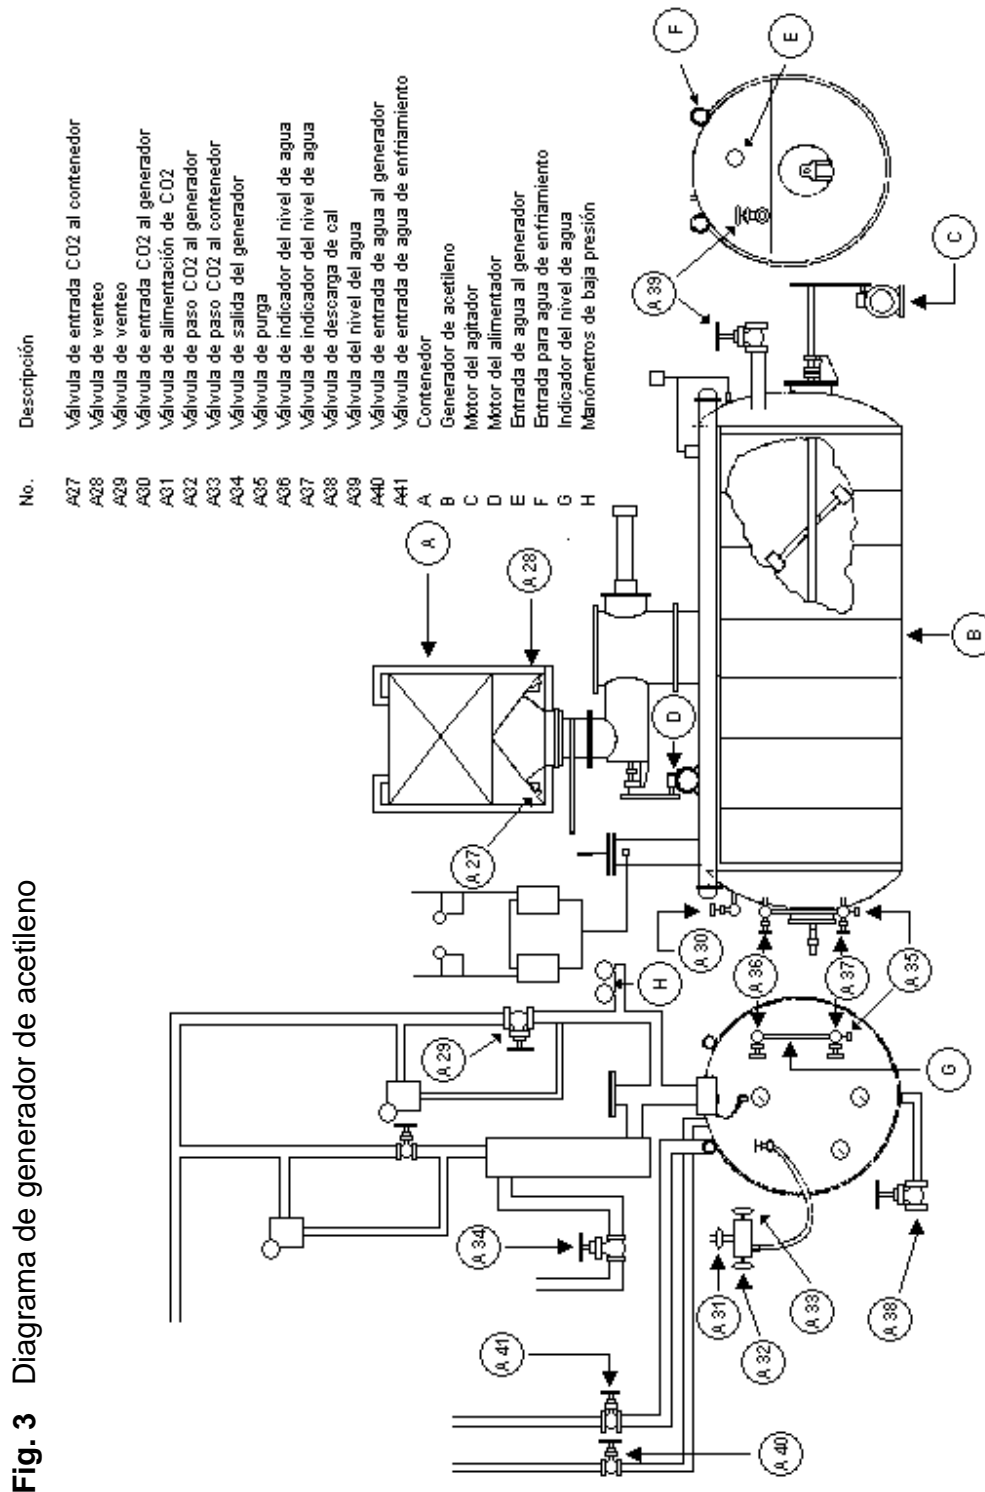 Fig. 3 Diagrama de generador de acetileno
No. Descripción
A27 Válvula de entrada CO2 al contenedor
A28 Válvula de venteo
A29 Válvula de venteo
A30 Válvula de entrada CO2 al generador
A31 Válvula de alimentación de CO2
A32 Válvula de paso CO2 al generador
A33 Válvula de paso CO2 al contenedor
A34 Válvula de salida del generador
A35 Válvula de purga
A36 Válvula de indicador del nivel de agua
A37 Válvula de indicador del nivel de agua
A38 Válvula de descarga de cal
A39 Válvula del nivel del agua
A40 Válvula de entrada de agua al generador
A41 Válvula de entrada de agua de enfriamiento
A Contenedor
B Generador de acetileno
C Motor del agitador
D Motor del alimentador
E Entrada de agua al generador
F Entrada para agua de enfriamiento
G Indicador del nivel de agua
H Manómetros de baja presión
A
A 28
A 27
D
A 29
H
A 30
A 36
A 37
A 35
G
A 34
A 31
A 32
A 33
A 38
A 41
A 40
B
A 39
C
F
E